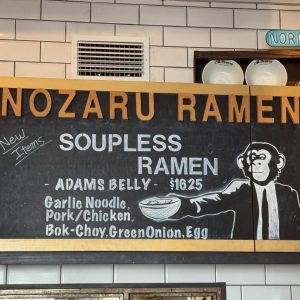 NOZARU RAMEN
New
Items
SOUPLESS
RAMEN
- ADAMS BELLY - $16.25
Garlic Noodle,
Pork/Chicken,
Bok-Choy, Green Onion, Egg